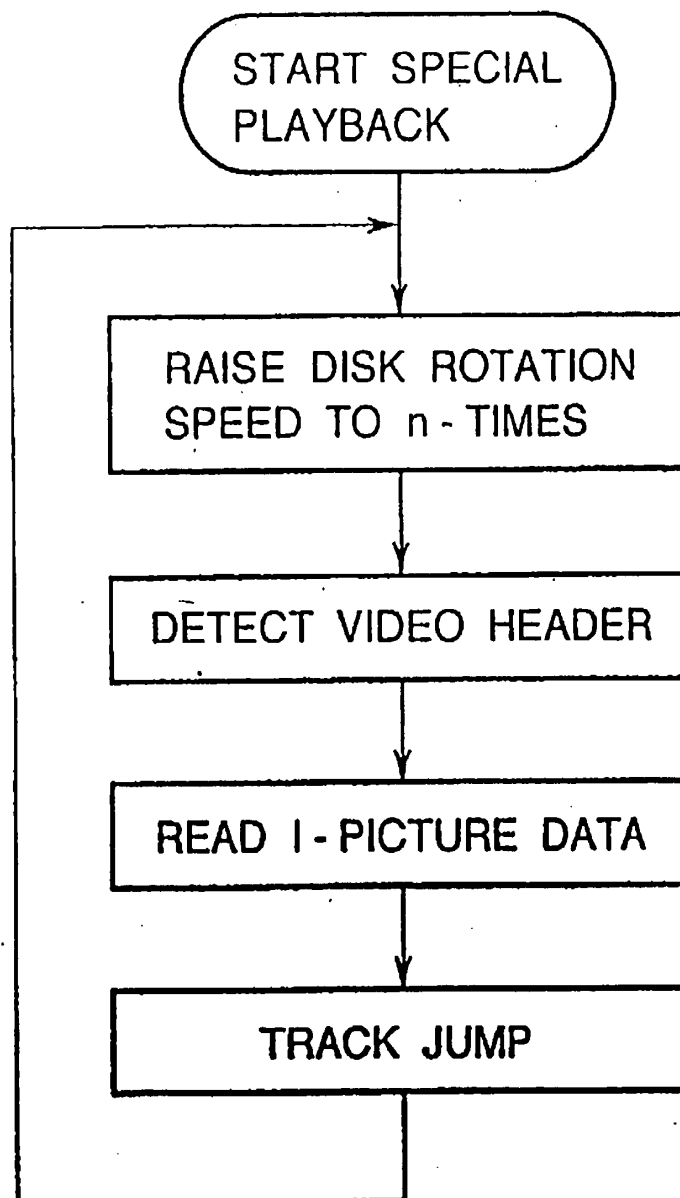 START SPECIAL
PLAYBACK
RAISE DISK ROTATION
SPEED TO n - TIMES
DETECT VIDEO HEADER
READ I - PICTURE DATA
TRACK JUMP